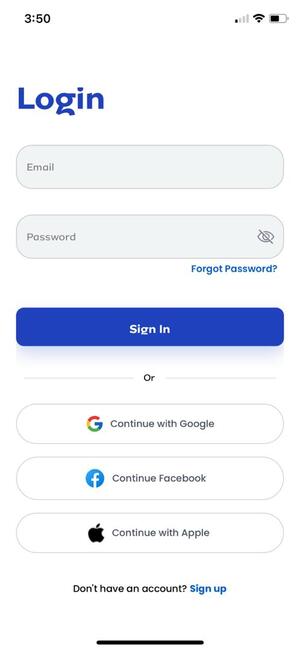 3:50
Login
Email
Password
Forgot Password?
Sign In
Or
Continue with Google
Continue Facebook
Continue with Apple
Don't have an account? Sign up